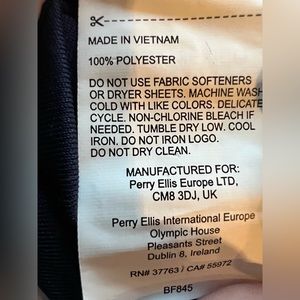 MADE IN VIETNAM
100% POLYESTER
DO NOT USE FABRIC SOFTENERS
OR DRYER SHEETS. MACHINE WASH
COLD WITH LIKE COLORS. DELICATE
CYCLE. NON-CHLORINE BLEACH IF
NEEDED. TUMBLE DRY LOW. COOL
IRON. DO NOT IRON LOGO.
DO NOT DRY CLEAN.
MANUFACTURED FOR:
Perry Ellis Europe LTD,
CM8 3DJ, UK
Perry Ellis International Europe
Olympic House
Pleasants Street
Dublin 8, Ireland
RN# 37763 / CA# 55972
BF845